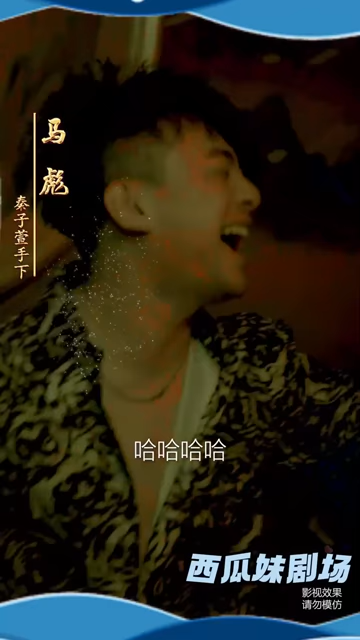 马彪
秦子萱手下
哈哈哈哈
西瓜妹剧场
影视效果
请勿模仿